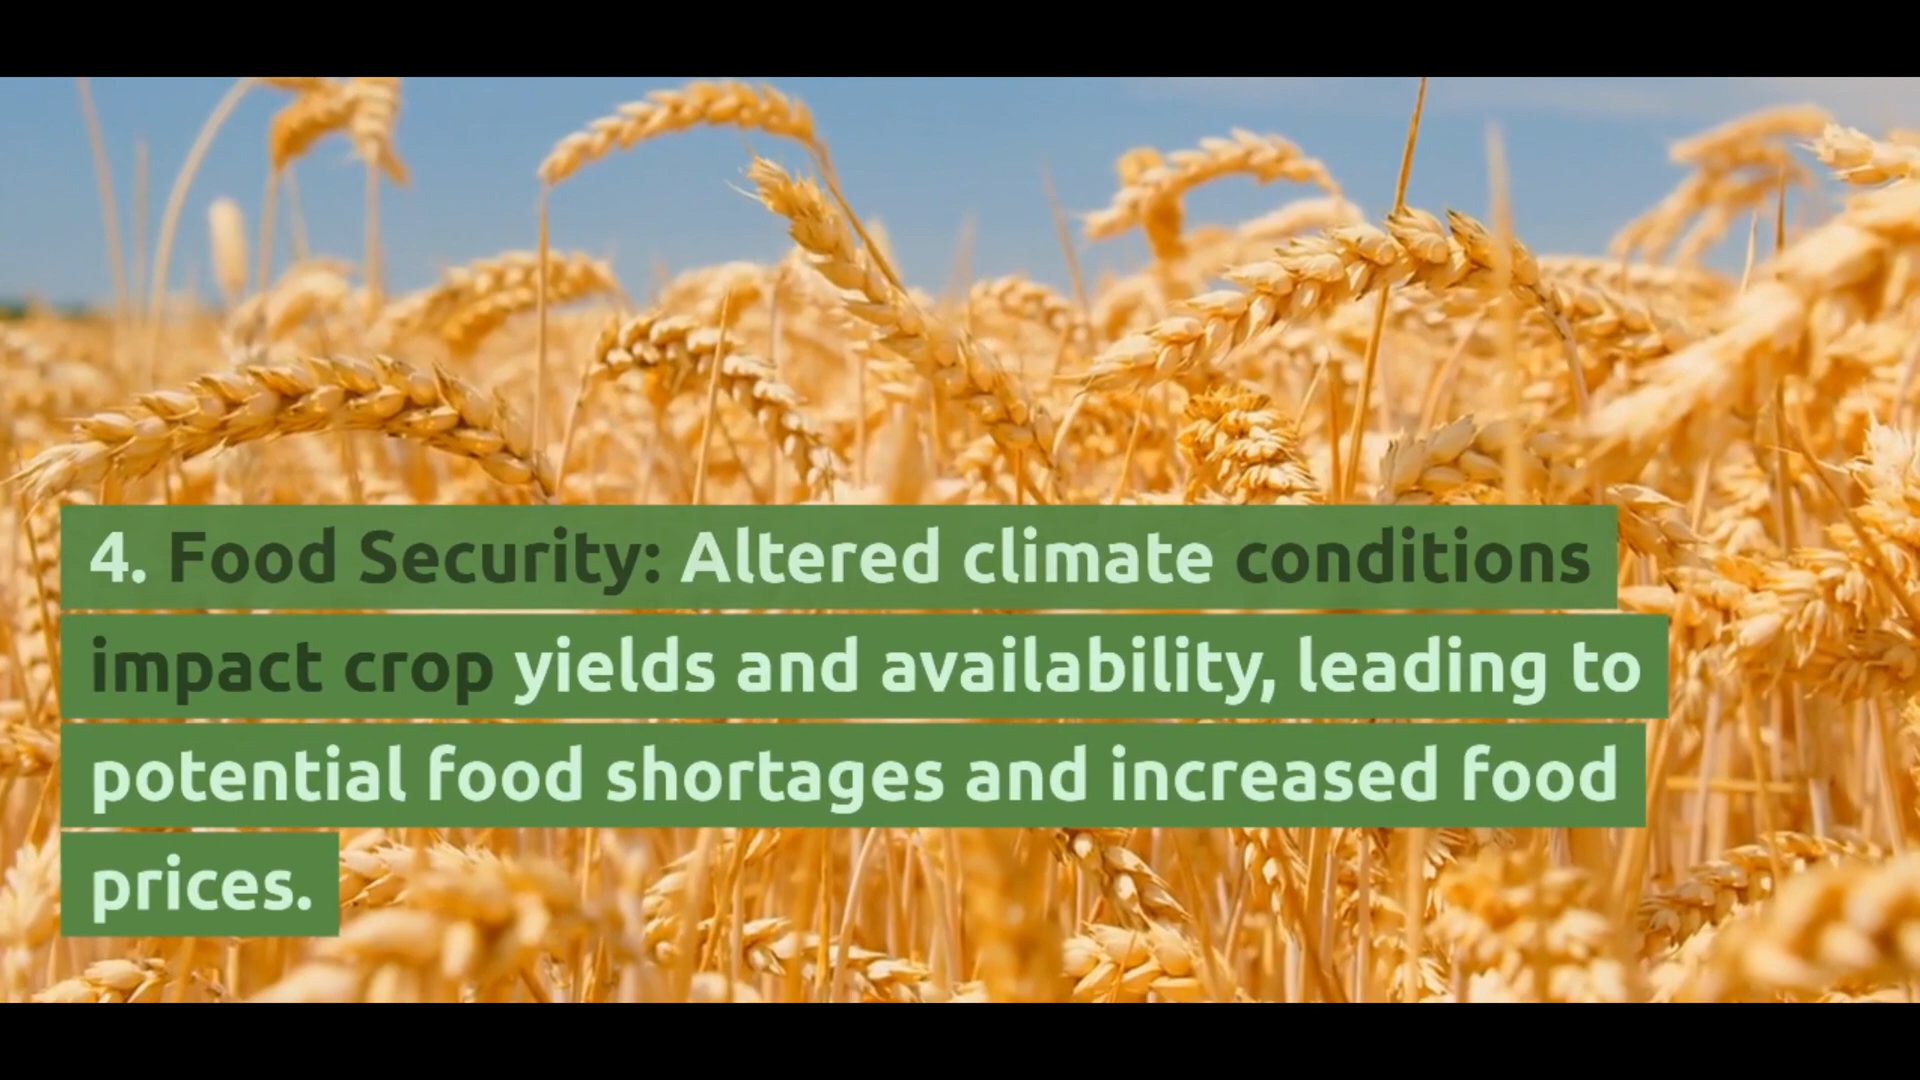 4. Food Security: Altered climate conditions
impact crop yields and availability, leading to
potential food shortages and increased food
prices.